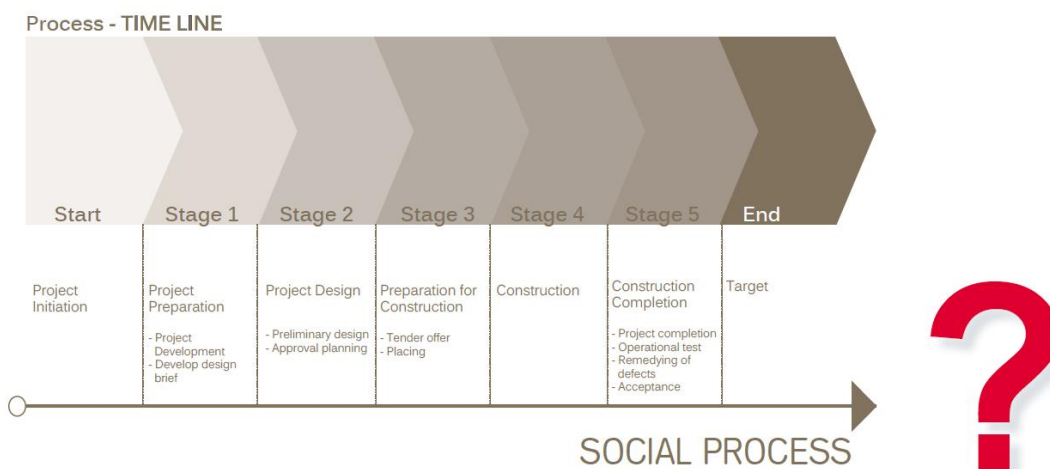 Process - TIME LINE
Start
Stage 1
Stage 2
Stage 3
Stage 4
Stage 5
End
Project
Initiation
Project
Preparation
- Project
Development
- Develop design
brief
Project Design
- Preliminary design
- Approval planning
Preparation for
Construction
- Tender offer
- Placing
Construction
Construction
Completion
- Project completion
- Operational test
- Remedying of
defects
- Acceptance
Target
SOCIAL PROCESS
?